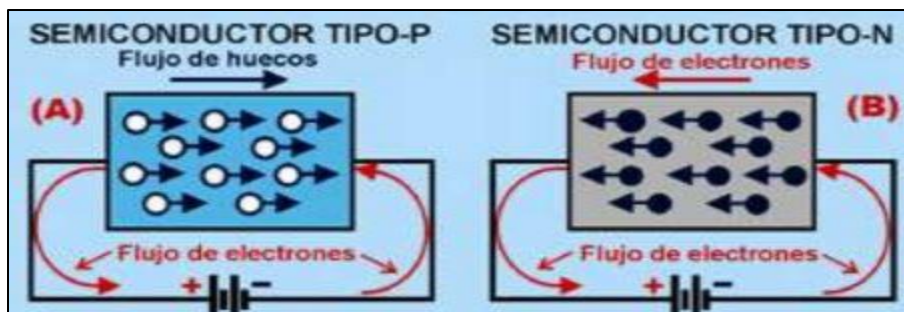 SEMICONDUCTOR TIPO-P
Flujo de huecos
(A)
Flujo de electrones
+ −
SEMICONDUCTOR TIPO-N
Flujo de electrones
(B)
Flujo de electrones
+ −